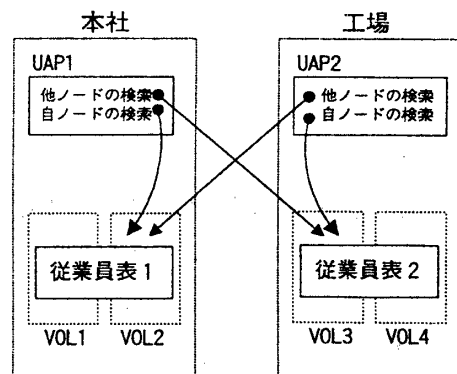 本社
工場
UAP1
他ノードの検索
自ノードの検索
UAP2
他ノードの検索
自ノードの検索
従業員表1
従業員表2
VOL1
VOL2
VOL3
VOL4